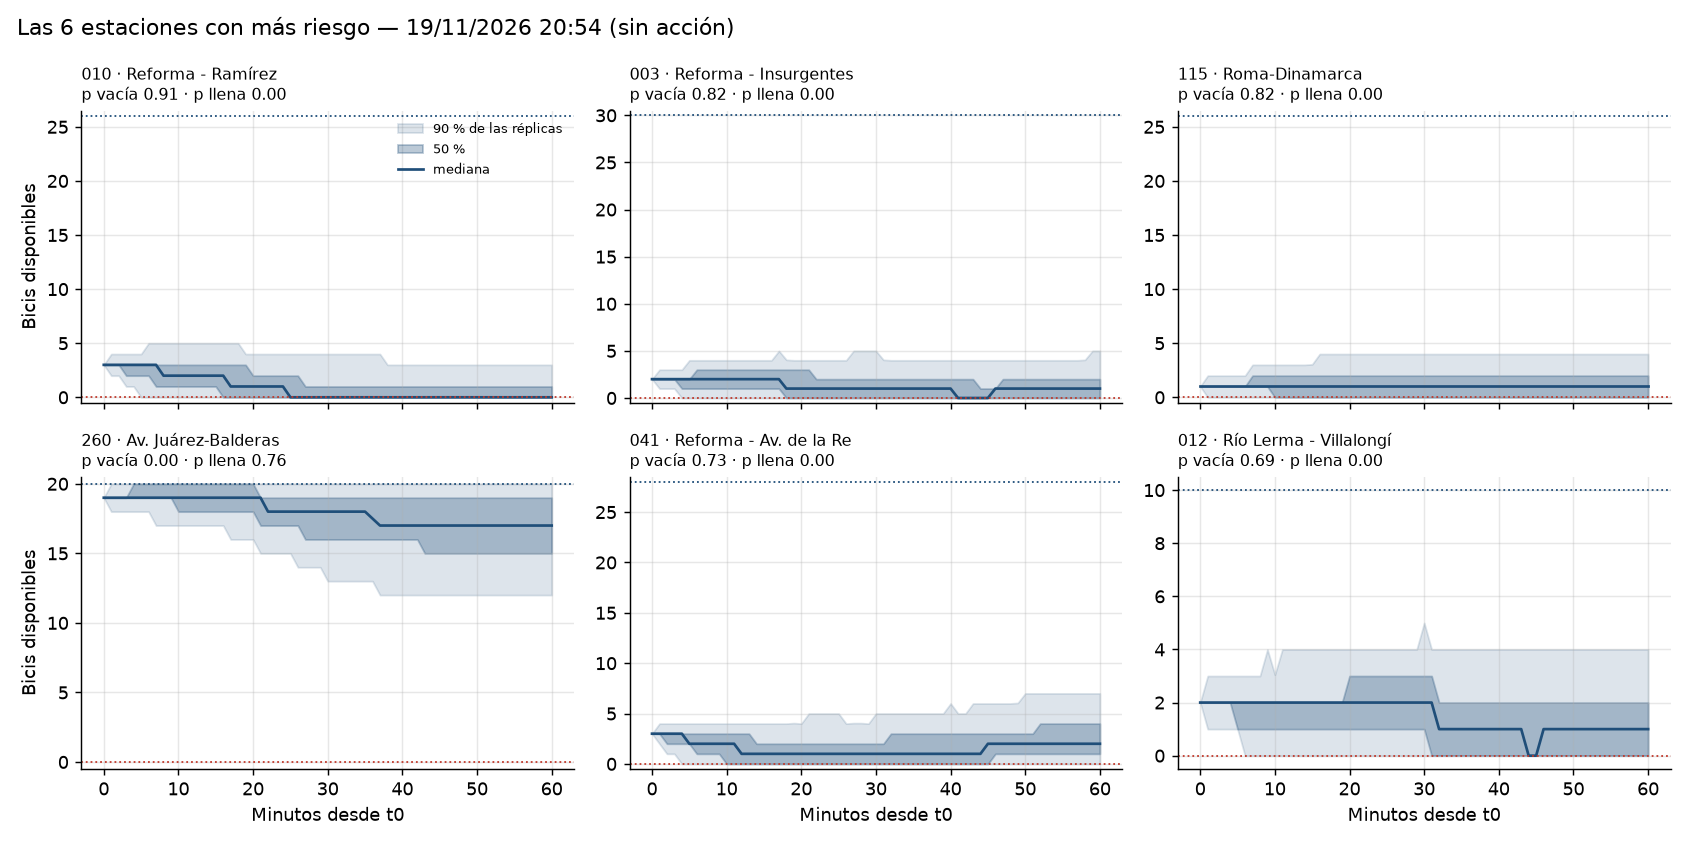 Las 6 estaciones con más riesgo — 19/11/2026 20:54 (sin acción)
010 · Reforma - Ramírez
p vacía 0.91 · p llena 0.00
25
20
15
10
5
0
Bicis disponibles
90 % de las réplicas
50 %
mediana
003 · Reforma - Insurgentes
p vacía 0.82 · p llena 0.00
30
25
20
15
10
5
0
115 · Roma-Dinamarca
p vacía 0.82 · p llena 0.00
25
20
15
10
5
0
260 · Av. Juárez-Balderas
p vacía 0.00 · p llena 0.76
20
15
10
5
0
Bicis disponibles
0 10 20 30 40 50 60
Minutos desde t0
041 · Reforma - Av. de la Re
p vacía 0.73 · p llena 0.00
25
20
15
10
5
0
0 10 20 30 40 50 60
Minutos desde t0
012 · Río Lerma - Villalongí
p vacía 0.69 · p llena 0.00
10
8
6
4
2
0
0 10 20 30 40 50 60
Minutos desde t0